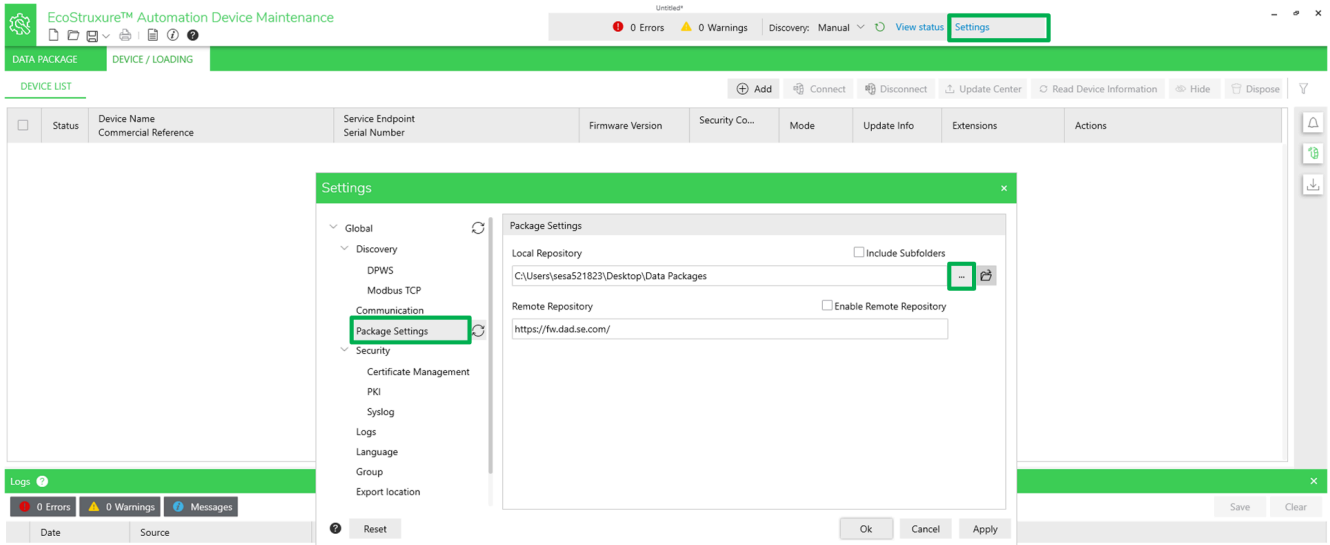 Untitled*
EcoStruxure™ Automation Device Maintenance
0 Errors 0 Warnings Discovery: Manual View status Settings
DATA PACKAGE DEVICE / LOADING
DEVICE LIST
Add Connect Disconnect Update Center Read Device Information Hide Dispose
Status Device Name Service Endpoint Firmware Version Security Co... Mode Update Info Extensions Actions
Commercial Reference Serial Number
Settings
Global
Discovery
DPWS
Modbus TCP
Communication
Package Settings
Security
Certificate Management
PKI
Syslog
Logs
Language
Group
Export location
Package Settings
Local Repository Include Subfolders
C:\Users\sesa521823\Desktop\Data Packages ...
Remote Repository Enable Remote Repository
https://fw.dad.se.com/
Reset Ok Cancel Apply
Logs
0 Errors 0 Warnings Messages Save Clear
Date Source